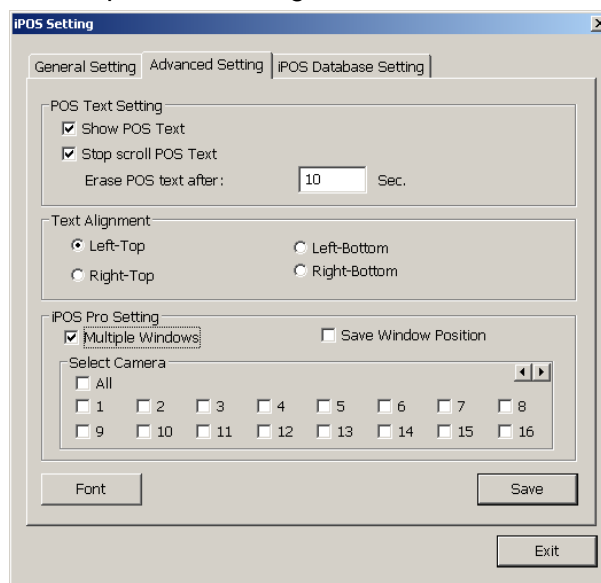 iPOS Setting
General Setting Advanced Setting iPOS Database Setting
POS Text Setting
Show POS Text
Stop scroll POS Text
Erase POS text after: 10 Sec.
Text Alignment
Left-Top Left-Bottom
Right-Top Right-Bottom
iPOS Pro Setting
Multiple Windows Save Window Position
Select Camera
All
1 2 3 4 5 6 7 8
9 10 11 12 13 14 15 16
Font Save
Exit